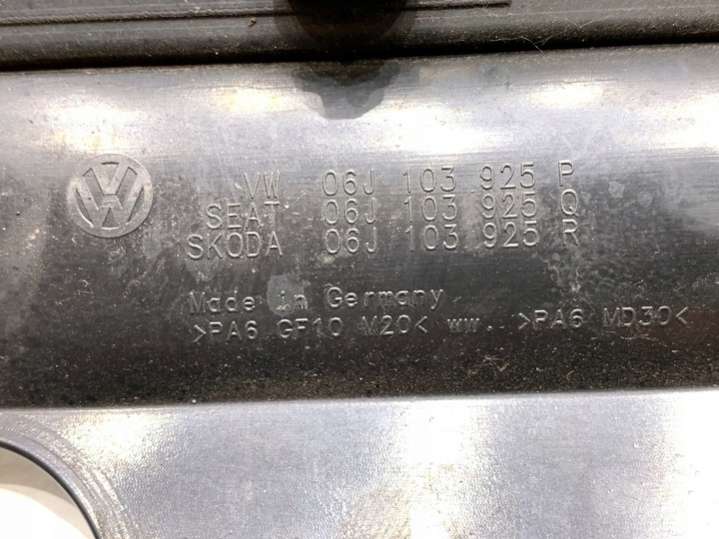 VW 06J 103 925 P
SEAT 06J 103 925 Q
SKODA 06J 103 925 R
Made in Germany
>PA6 GF10 M20< ww.. >PA6 MD30<